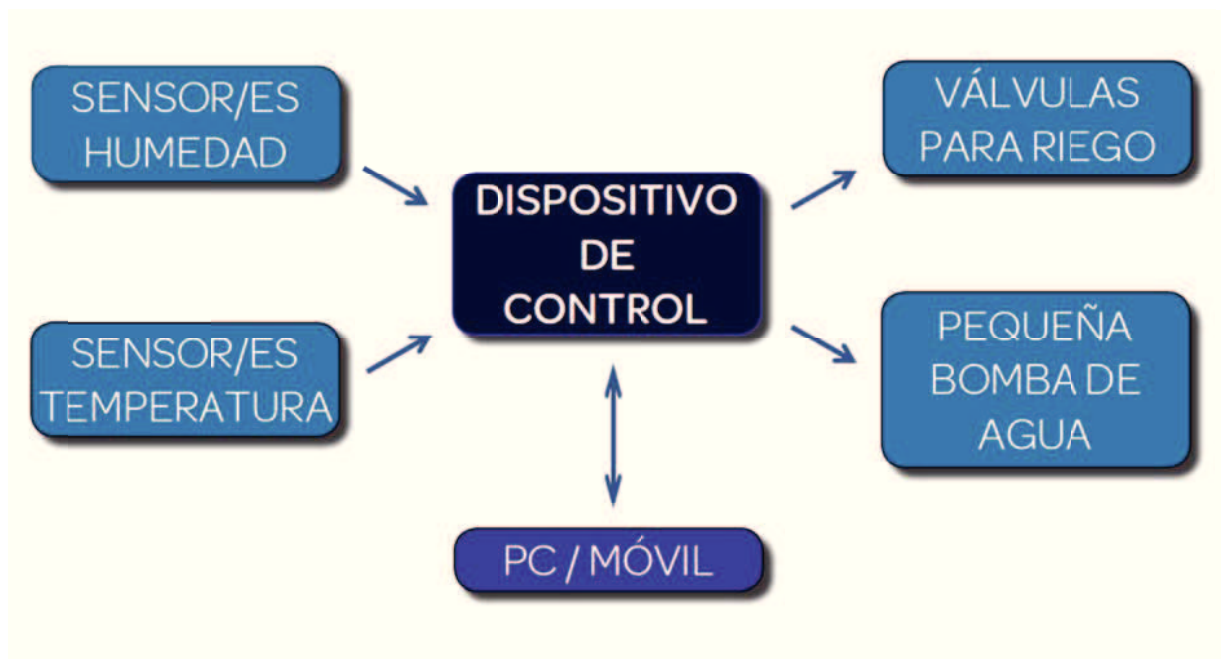 SENSOR/ES
HUMEDAD
VÁLVULAS
PARA RIEGO
DISPOSITIVO
DE
CONTROL
SENSOR/ES
TEMPERATURA
PEQUEÑA
BOMBA DE
AGUA
PC / MÓVIL